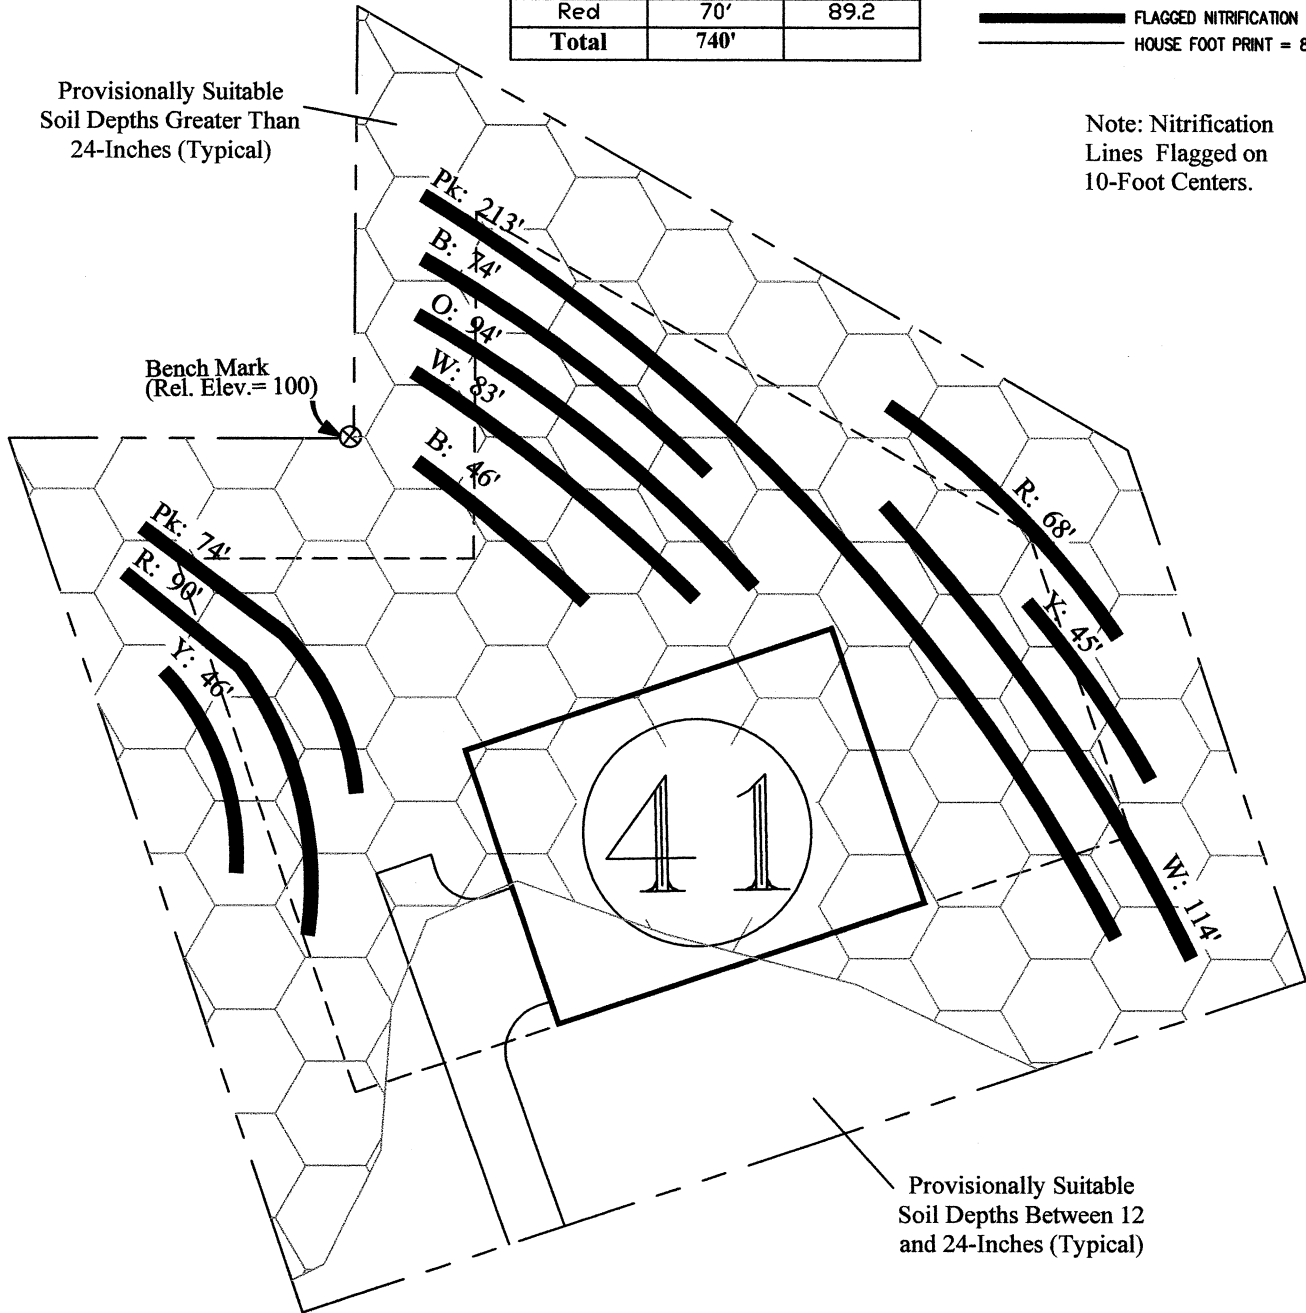 Red 70' 89.2
Total 740'
FLAGGED NITRIFICATION
HOUSE FOOT PRINT =
Provisionally Suitable
Soil Depths Greater Than
24-Inches (Typical)
Note: Nitrification
Lines Flagged on
10-Foot Centers.
Pk: 213'
B: 74'
O: 94'
W: 83'
B: 46'
Bench Mark
(Rel. Elev.= 100)
R: 68'
Pk: 74'
R: 90'
Y: 45'
Y: 46'
41
W: 114'
Provisionally Suitable
Soil Depths Between 12
and 24-Inches (Typical)